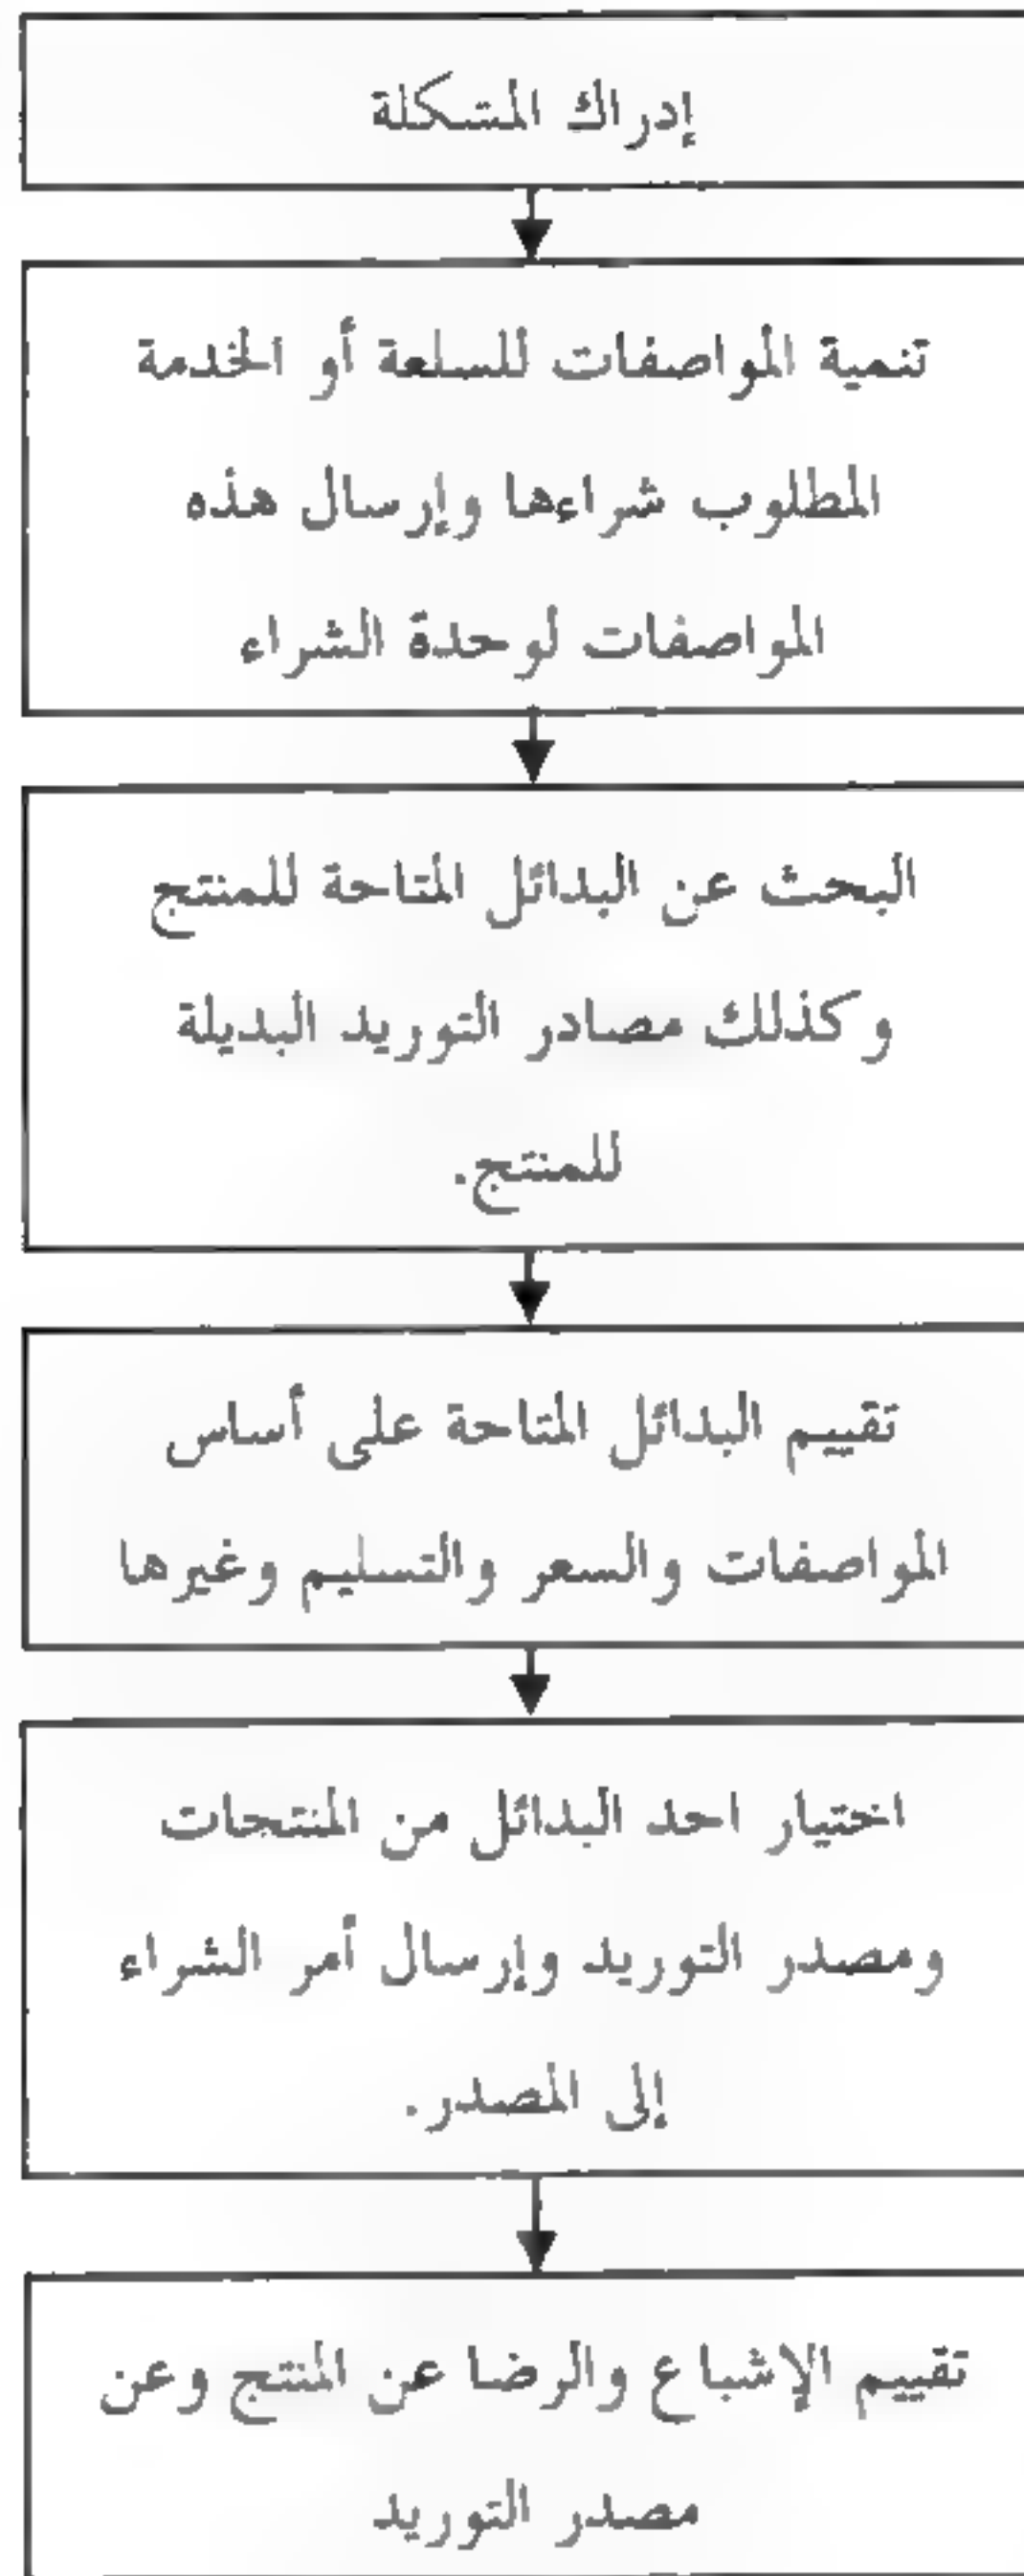 إدراك المشكلة
تنمية المواصفات للسلعة أو الخدمة
المطلوب شراءها وإرسال هذه
المواصفات لوحدة الشراء
البحث عن البدائل المتاحة للمنتج
وكذلك مصادر التوريد البديلة
للمنتج.
تقييم البدائل المتاحة على أساس
المواصفات والسعر والتسليم وغيرها
اختيار احد البدائل من المنتجات
ومصدر التوريد وإرسال أمر الشراء
إلى المصدر.
تقييم الإشباع والرضا عن المنتج وعن
مصدر التوريد